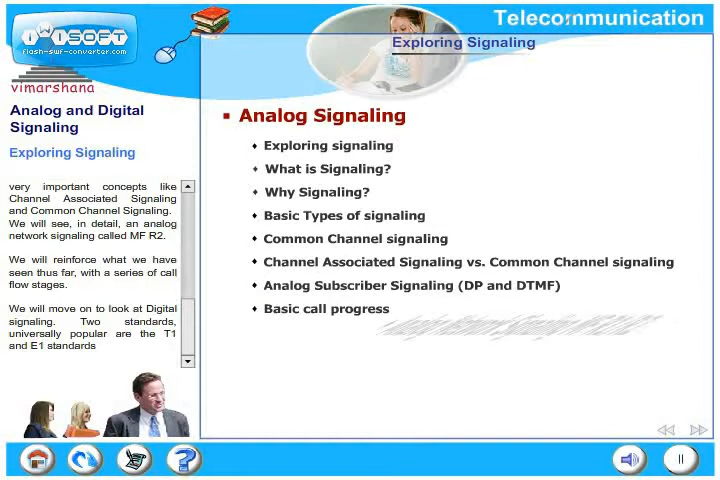 Telecommunication
iWiSOFT
flash-swf-converter.com
Exploring Signaling
vimarshana
Analog and Digital
Signaling
Exploring Signaling
very important concepts like
Channel Associated Signaling
and Common Channel Signaling.
We will see, in detail, an analog
network signaling called MF R2.
We will reinforce what we have
seen thus far, with a series of call
flow stages.
We will move on to look at Digital
signaling. Two standards,
universally popular are the T1
and E1 standards
Analog Signaling
Exploring signaling
What is Signaling?
Why Signaling?
Basic Types of signaling
Common Channel signaling
Channel Associated Signaling vs. Common Channel signaling
Analog Subscriber Signaling (DP and DTMF)
Basic call progress